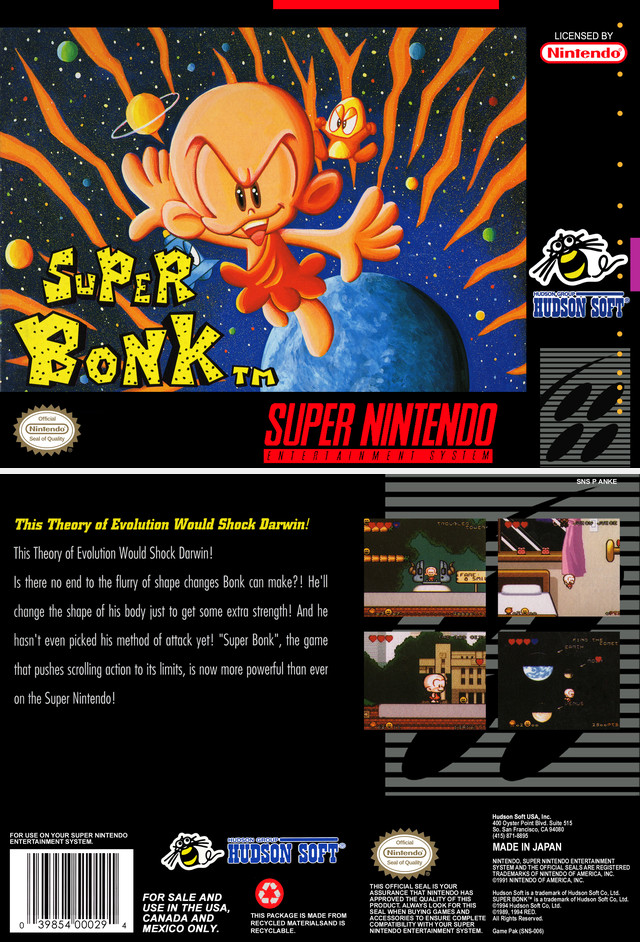 LICENSED BY
Nintendo
SUPER
BONK TM
HUDSON GROUP
HUDSON SOFT®
Official
Nintendo
Seal of Quality
SUPER NINTENDO
ENTERTAINMENT SYSTEM
SNS P ANKE
This Theory of Evolution Would Shock Darwin!
This Theory of Evolution Would Shock Darwin!
Is there no end to the flurry of shape changes Bonk can make?! He'll
change the shape of his body just to get some extra strength! And he
hasn't even picked his method of attack yet! "Super Bonk", the game
that pushes scrolling action to its limits, is now more powerful than ever
on the Super Nintendo!
FOR USE ON YOUR SUPER NINTENDO
ENTERTAINMENT SYSTEM.
0 39854 00029 4
HUDSON GROUP
HUDSON SOFT®
FOR SALE AND
USE IN THE USA,
CANADA AND
MEXICO ONLY.
THIS PACKAGE IS MADE FROM
RECYCLED MATERIALSAND IS
RECYCLABLE.
Official
Nintendo
Seal of Quality
THIS OFFICIAL SEAL IS YOUR
ASSURANCE THAT NINTENDO HAS
APPROVED THE QUALITY OF THIS
PRODUCT. ALWAYS LOOK FOR THIS
SEAL WHEN BUYING GAMES AND
ACCESSORIES TO ENSURE COMPLETE
COMPATIBILITY WITH YOUR SUPER
NINTENDO ENTERTAINMENT SYSTEM.
Hudson Soft USA, Inc.
400 Oyster Point Blvd. Suite 515
So. San Francisco, CA 94080
(415) 871-8895
MADE IN JAPAN
NINTENDO, SUPER NINTENDO ENTERTAINMENT
SYSTEM AND THE OFFICIAL SEALS ARE REGISTERED
TRADEMARKS OF NINTENDO OF AMERICA, INC.
©1991 NINTENDO OF AMERICA, INC.
Hudson Soft is a trademark of Hudson Soft Co, Ltd.
SUPER BONK™ is a trademark of Hudson Soft Co, Ltd.
©1994 Hudson Soft Co, Ltd.
©1989, 1994 RED.
All Rights Reserved.
Game Pak (SNS-006)